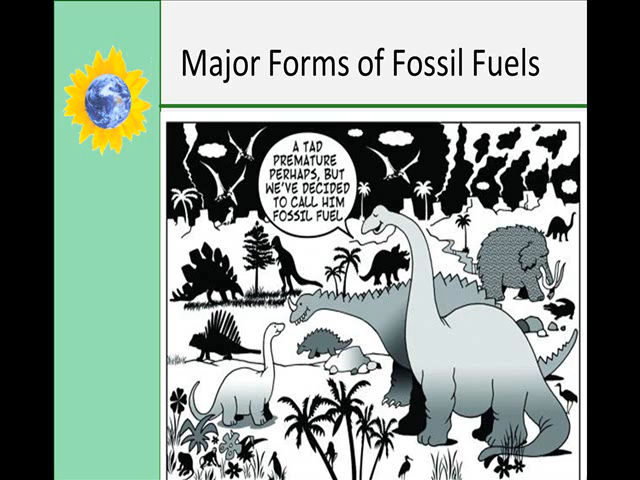 Major Forms of Fossil Fuels
A TAD
PREMATURE
PERHAPS, BUT
WE'VE DECIDED
TO CALL HIM
FOSSIL FUEL